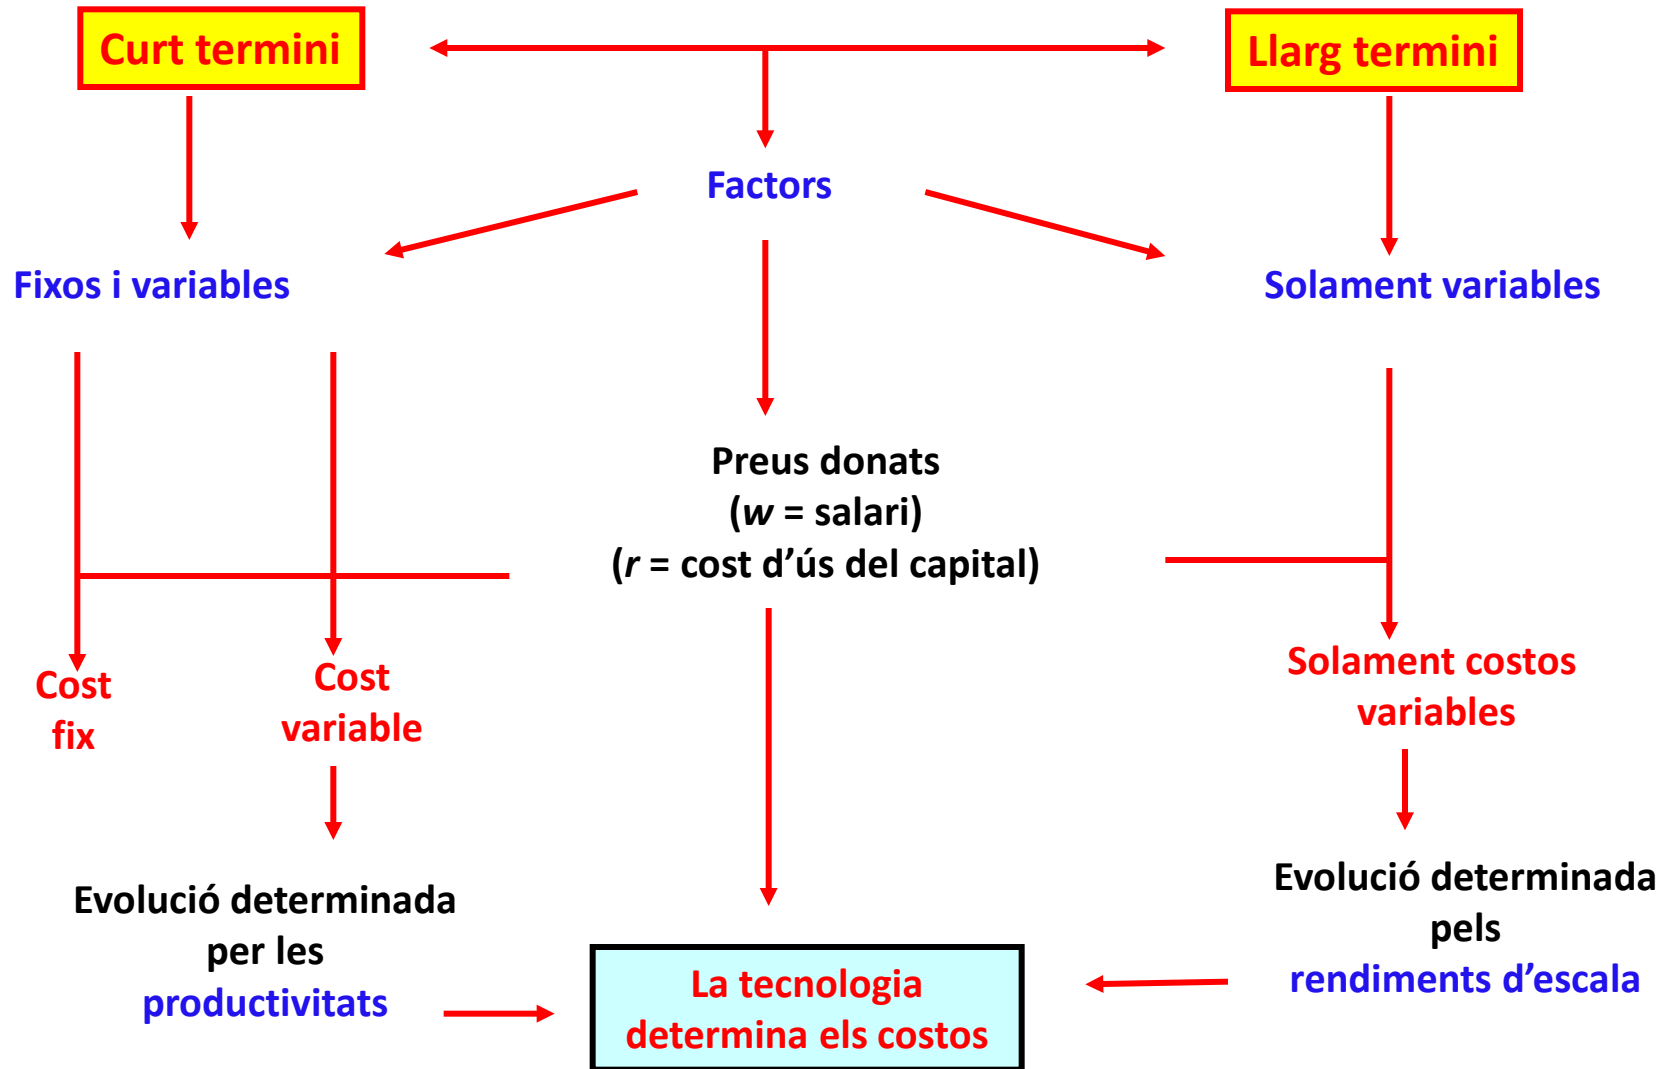 Curt termini
Llarg termini
Factors
Fixos i variables
Solament variables
Preus donats
(w = salari)
(r = cost d’ús del capital)
Cost
fix
Cost
variable
Solament costos
variables
Evolució determinada
per les
productivitats
Evolució determinada
pels
rendiments d’escala
La tecnologia
determina els costos